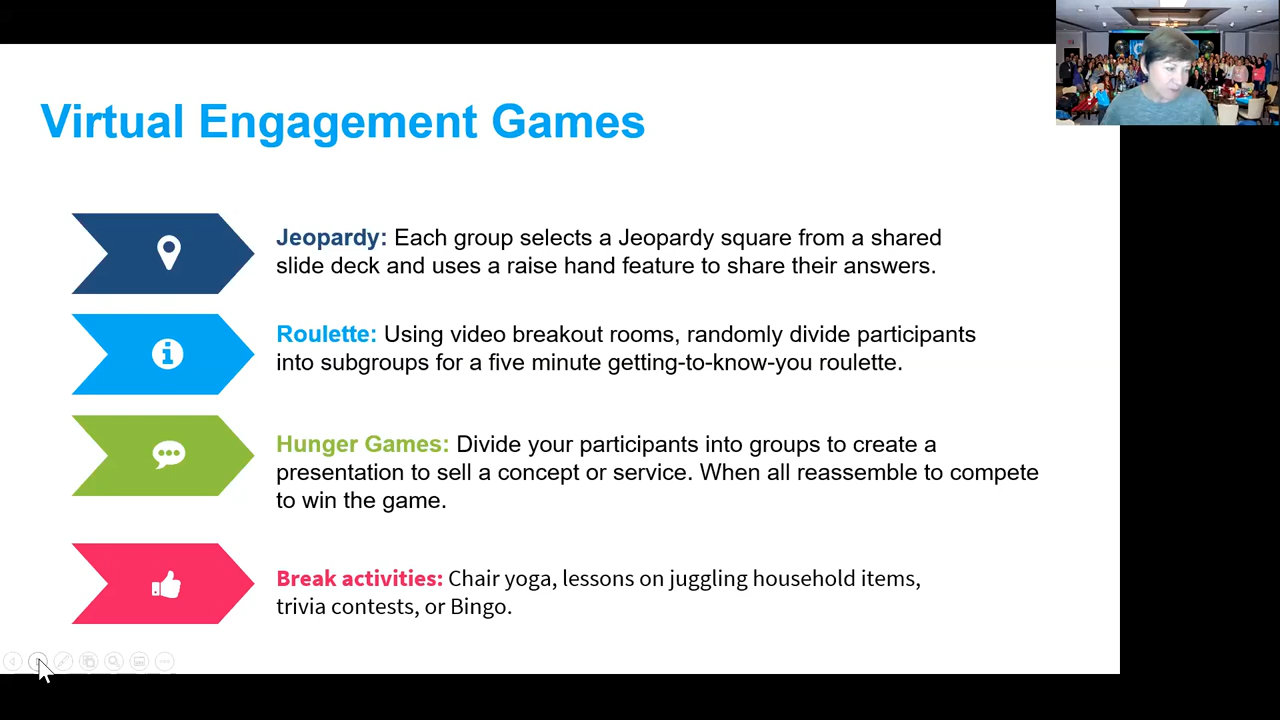 Virtual Engagement Games
Jeopardy: Each group selects a Jeopardy square from a shared
slide deck and uses a raise hand feature to share their answers.
Roulette: Using video breakout rooms, randomly divide participants
into subgroups for a five minute getting-to-know-you roulette.
Hunger Games: Divide your participants into groups to create a
presentation to sell a concept or service. When all reassemble to compete
to win the game.
Break activities: Chair yoga, lessons on juggling household items,
trivia contests, or Bingo.